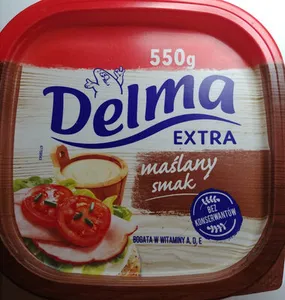 550g
Delma
EXTRA
maślany
smak
BEZ
KONSERWANTÓW
BOGATA W WITAMINY A, D, E